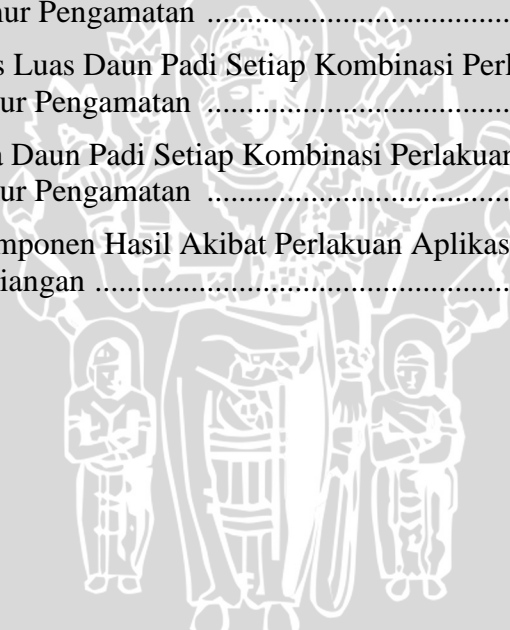 nur Pengamatan ...............................
s Luas Daun Padi Setiap Kombinasi Perl
ur Pengamatan ..................................
a Daun Padi Setiap Kombinasi Perlakuan
ur Pengamatan ..................................
mponen Hasil Akibat Perlakuan Aplikas
iangan ..............................................